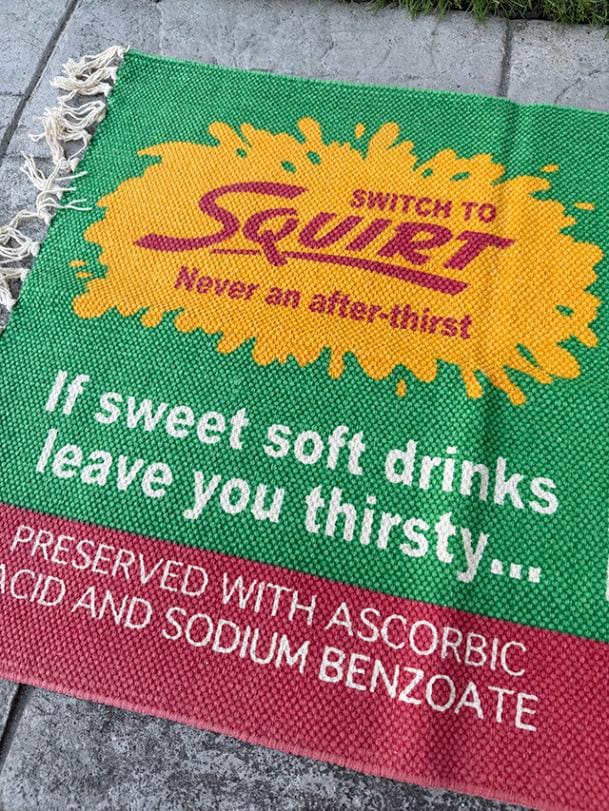 SWITCH TO
SQUIRT
Never an after-thirst
If sweet soft drinks
leave you thirsty...
PRESERVED WITH ASCORBIC
ACID AND SODIUM BENZOATE